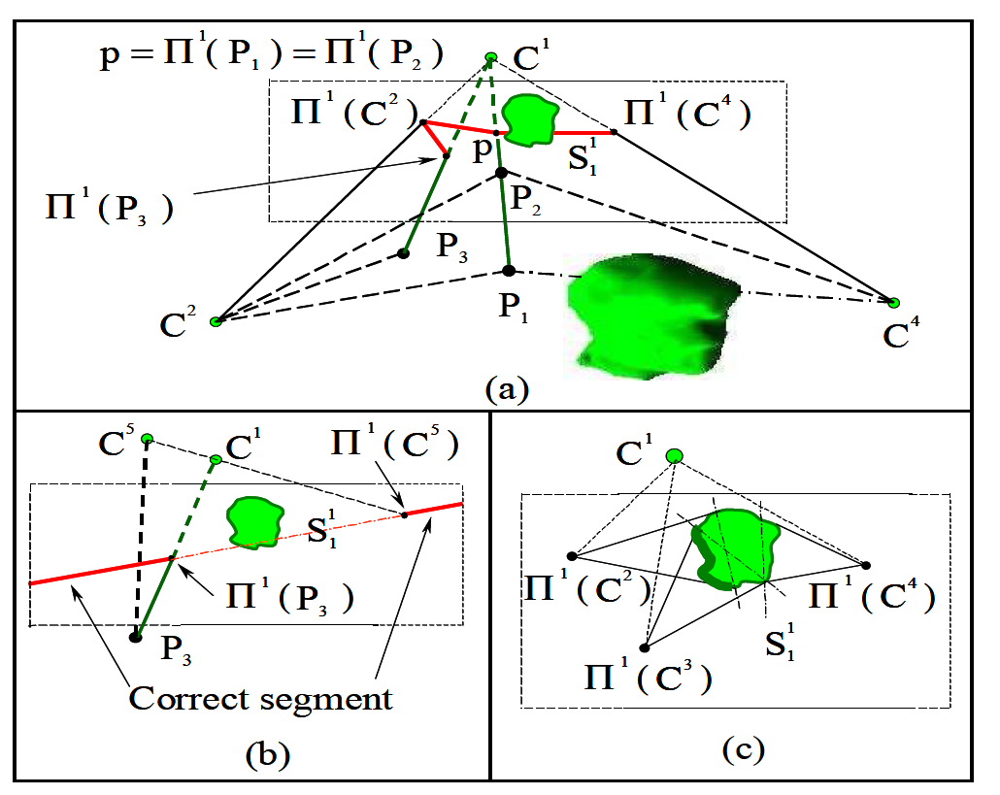 p = Π¹(P₁) = Π¹(P₂)
C¹
Π¹(C²)
Π¹(C⁴)
p
S₁¹
Π¹(P₃)
P₂
P₃
P₁
C²
C⁴
(a)
C⁵
C¹
Π¹(C⁵)
S₁¹
Π¹(P₃)
P₃
Correct segment
(b)
C¹
Π¹(C²)
Π¹(C⁴)
S₁¹
Π¹(C³)
(c)